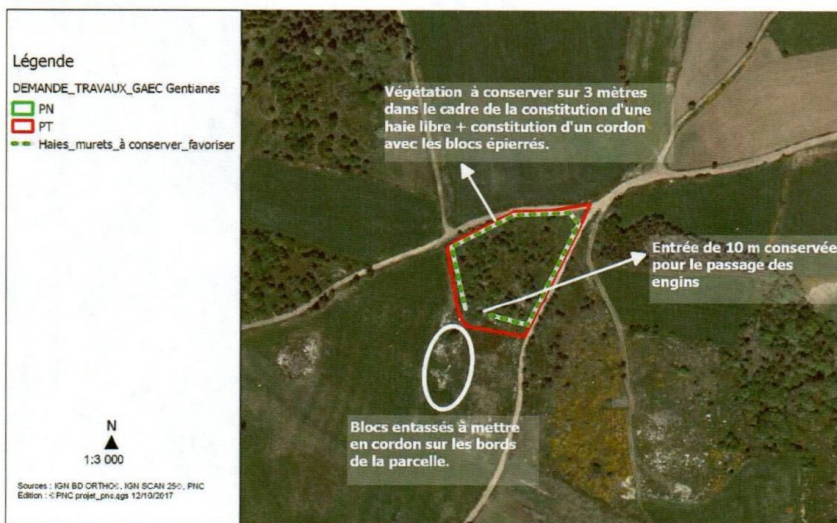 Légende
DEMANDE_TRAVAUX_GAEC Gentianes
PN
PT
Haies_murets_à conserver_favoriser
N
1:3 000
Sources : IGN BD ORTHO©, IGN SCAN 25©, PNC
Edition : ©PNC projet_pnc.qgs 12/10/2017
Végétation à conserver sur 3 mètres
dans le cadre de la constitution d'une
haie libre + constitution d'un cordon
avec les blocs épierrés.
Entrée de 10 m conservée
pour le passage des
engins
Blocs entassés à mettre
en cordon sur les bords
de la parcelle.